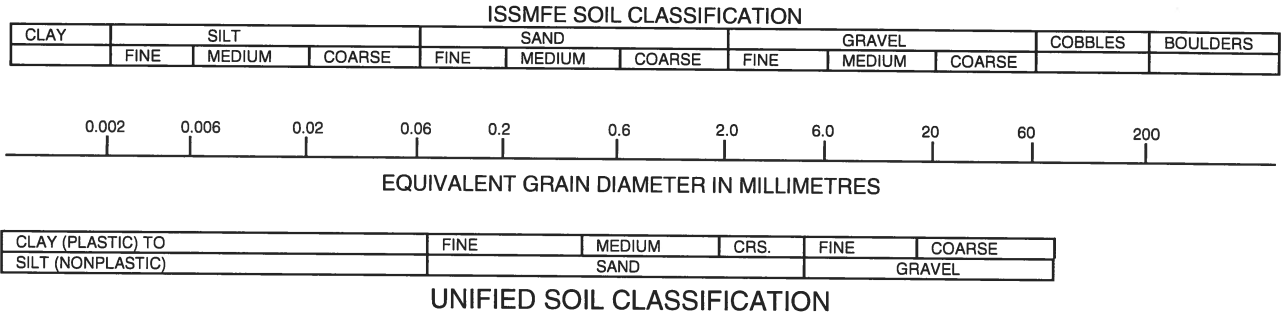 ISSMFE SOIL CLASSIFICATION
CLAY SILT SAND GRAVEL COBBLES BOULDERS
FINE MEDIUM COARSE FINE MEDIUM COARSE FINE MEDIUM COARSE
0.002 0.006 0.02 0.06 0.2 0.6 2.0 6.0 20 60 200
EQUIVALENT GRAIN DIAMETER IN MILLIMETRES
CLAY (PLASTIC) TO FINE MEDIUM CRS. FINE COARSE
SILT (NONPLASTIC) SAND GRAVEL
UNIFIED SOIL CLASSIFICATION